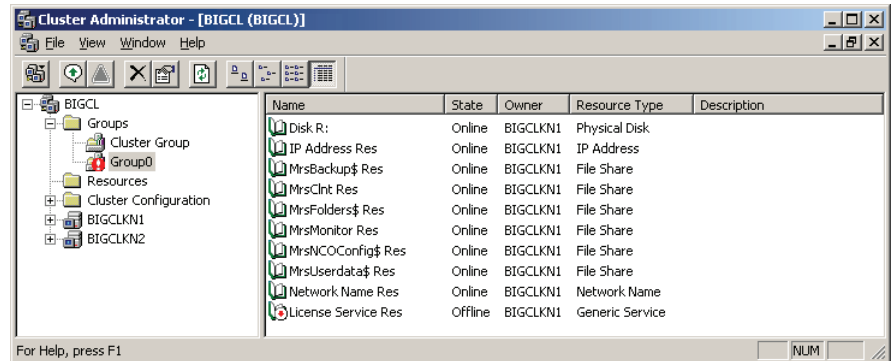 Cluster Administrator - [BIGCL (BIGCL)]
File View Window Help
BIGCL
Groups
Cluster Group
Group0
Resources
Cluster Configuration
BIGCLKN1
BIGCLKN2
Name State Owner Resource Type Description
Disk R: Online BIGCLKN1 Physical Disk
IP Address Res Online BIGCLKN1 IP Address
MrsBackup$ Res Online BIGCLKN1 File Share
MrsClnt Res Online BIGCLKN1 File Share
MrsFolders$ Res Online BIGCLKN1 File Share
MrsMonitor Res Online BIGCLKN1 File Share
MrsNCOConfig$ Res Online BIGCLKN1 File Share
MrsUserdata$ Res Online BIGCLKN1 File Share
Network Name Res Online BIGCLKN1 Network Name
License Service Res Offline BIGCLKN1 Generic Service
For Help, press F1
NUM